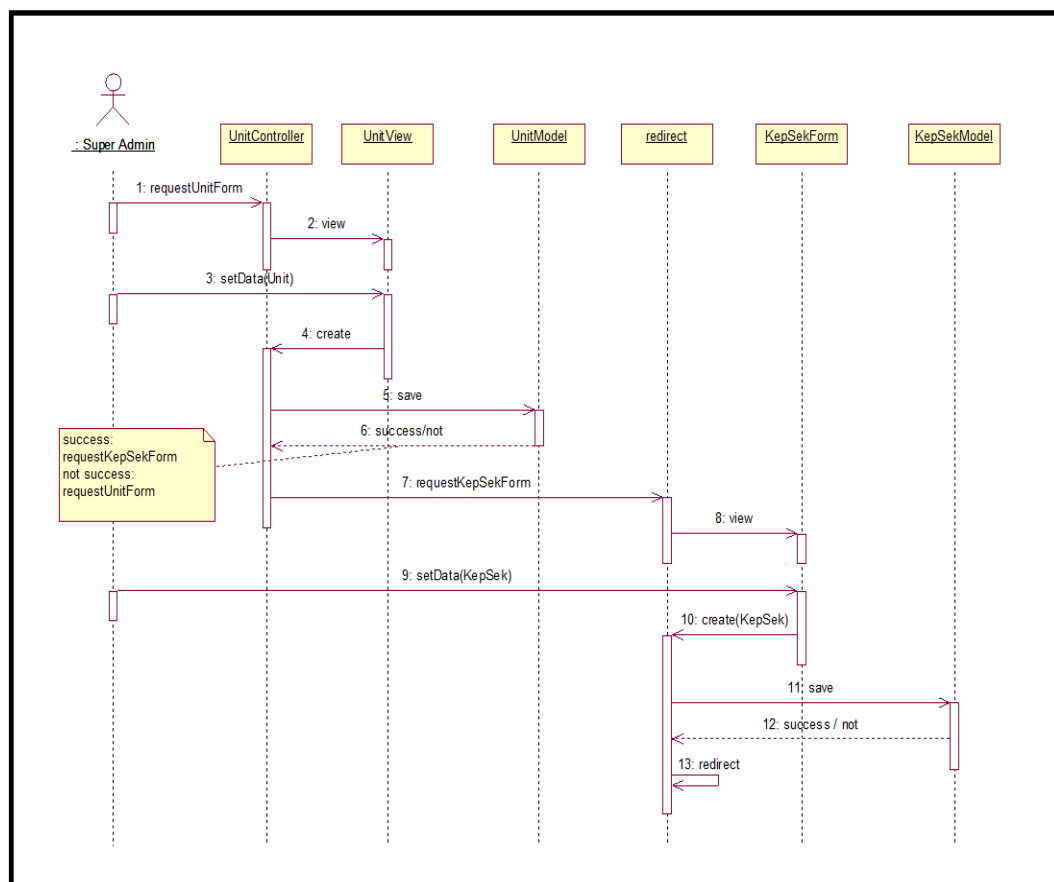 : Super Admin
UnitController
UnitView
UnitModel
redirect
KepSekForm
KepSekModel
1: requestUnitForm
2: view
3: setData(Unit)
4: create
5: save
6: success/not
success:
requestKepSekForm
not success:
requestUnitForm
7: requestKepSekForm
8: view
9: setData(KepSek)
10: create(KepSek)
11: save
12: success / not
13: redirect